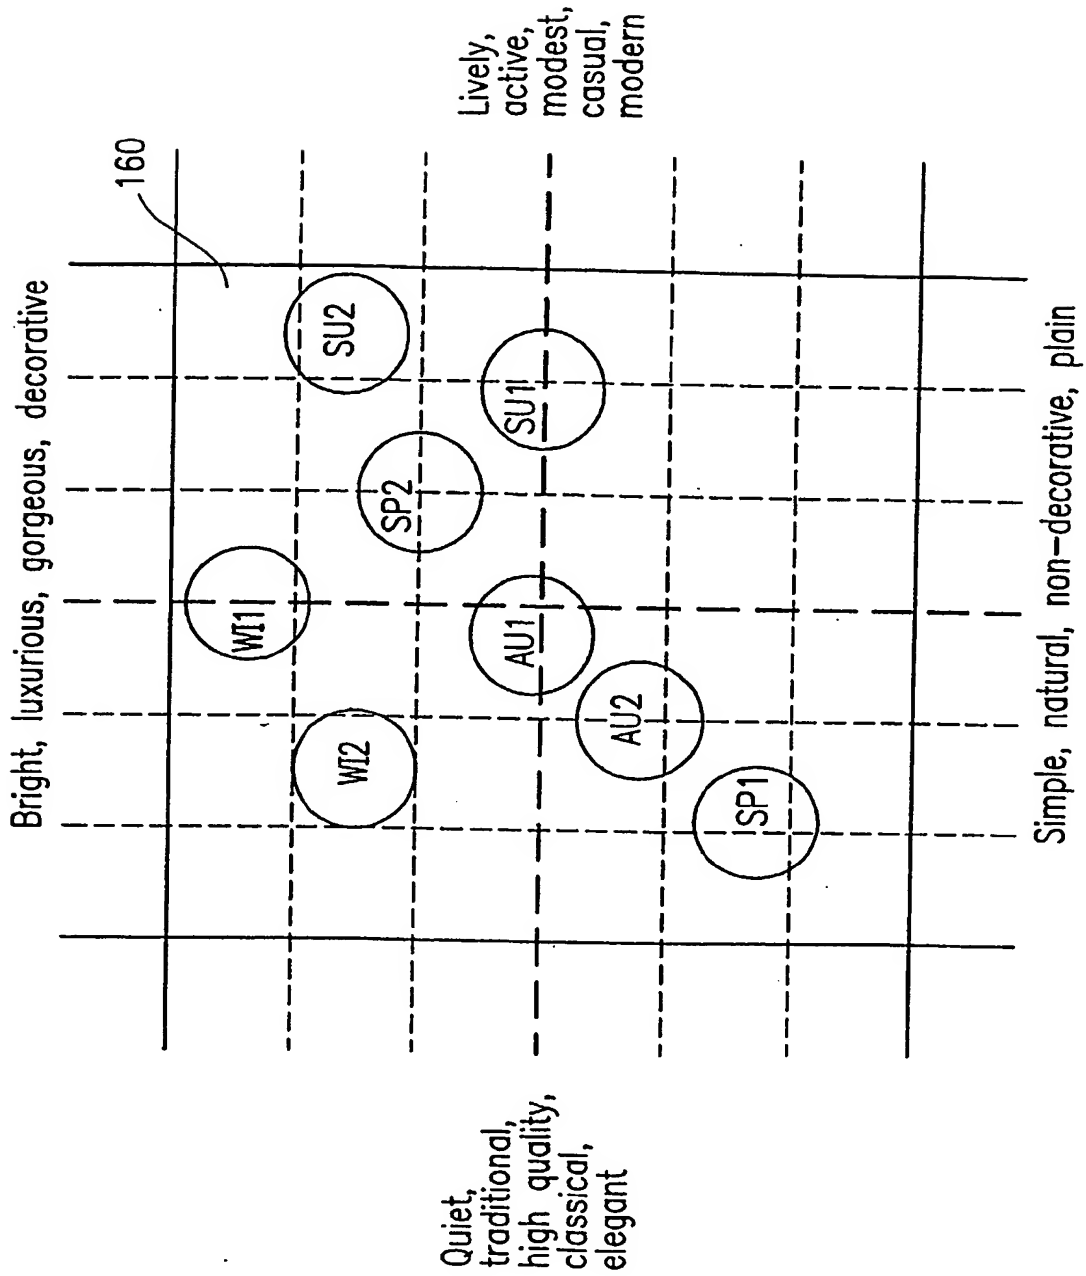 Bright, luxurious, gorgeous, decorative
160
WI1
SU2
WI2
SP2
Quiet,
traditional,
high quality,
classical,
elegant
AU1
SU1
Lively,
active,
modest,
casual,
modern
AU2
SP1
Simple, natural, non-decorative, plain